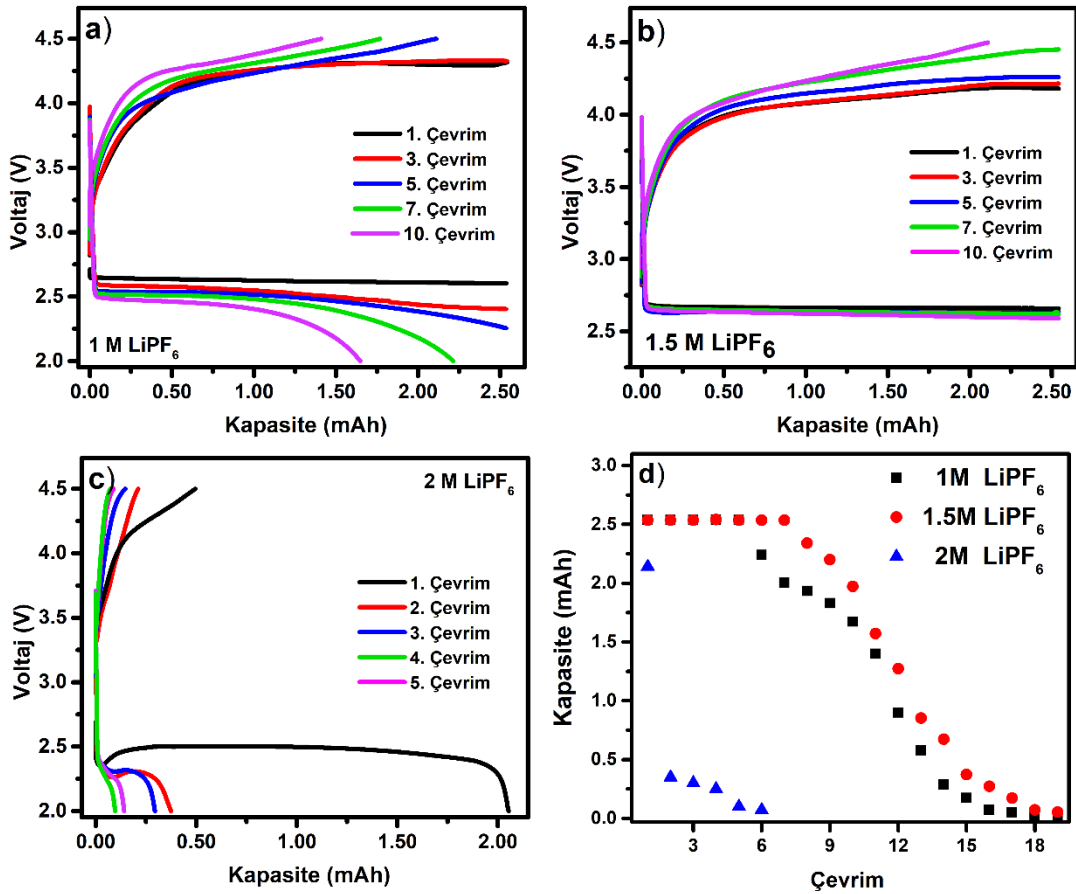 a)
4.5
4.0
3.5
3.0
2.5
2.0
Voltaj (V)
1. Çevrim
3. Çevrim
5. Çevrim
7. Çevrim
10. Çevrim
1 M LiPF6
0.00 0.50 1.00 1.50 2.00 2.50
Kapasite (mAh)
b)
4.5
4.0
3.5
3.0
2.5
Voltaj (V)
1. Çevrim
3. Çevrim
5. Çevrim
7. Çevrim
10. Çevrim
1.5 M LiPF6
0.00 0.50 1.00 1.50 2.00 2.50
Kapasite (mAh)
c)
2 M LiPF6
4.5
4.0
3.5
3.0
2.5
2.0
Voltaj (V)
1. Çevrim
2. Çevrim
3. Çevrim
4. Çevrim
5. Çevrim
0.00 0.50 1.00 1.50 2.00
Kapasite (mAh)
d)
1M LiPF6
1.5M LiPF6
2M LiPF6
3.0
2.5
2.0
1.5
1.0
0.5
0.0
Kapasite (mAh)
3 6 9 12 15 18
Çevrim